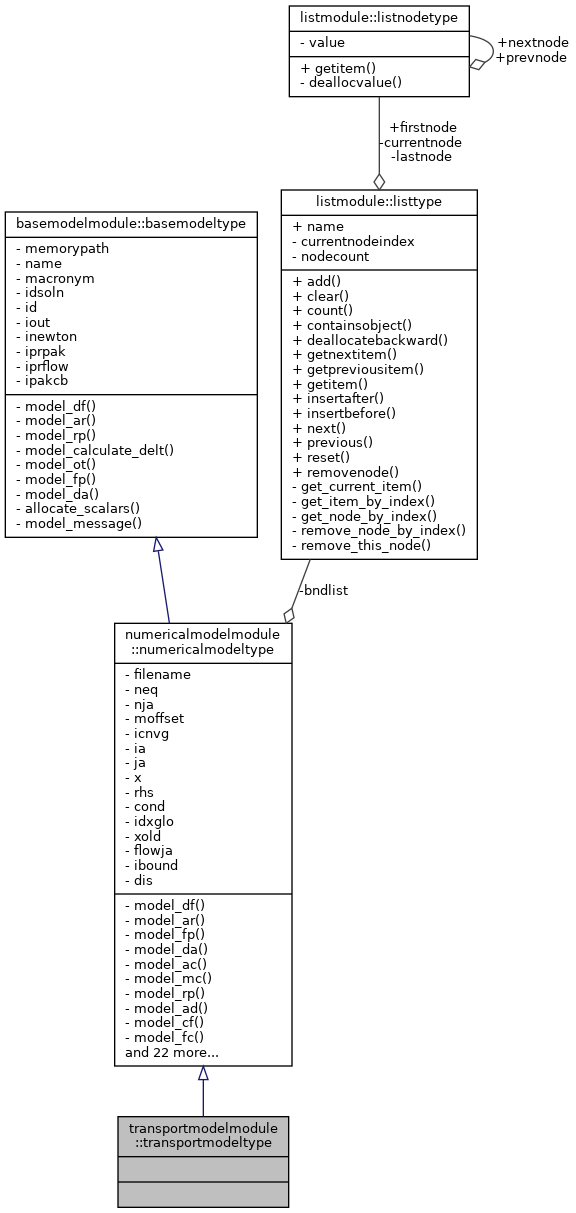 listmodule::listnodetype
- value
+ getitem()
- deallocvalue()
+nextnode
+prevnode
+firstnode
-currentnode
-lastnode
listmodule::listtype
+ name
- currentnodeindex
- nodecount
+ add()
+ clear()
+ count()
+ containsobject()
+ deallocatebackward()
+ getnextitem()
+ getpreviousitem()
+ getitem()
+ insertafter()
+ insertbefore()
+ next()
+ previous()
+ reset()
+ removenode()
- get_current_item()
- get_item_by_index()
- get_node_by_index()
- remove_node_by_index()
- remove_this_node()
basemodelmodule::basemodeltype
- memorypath
- name
- macronym
- idsoln
- id
- iout
- inewton
- iprpak
- iprflow
- ipakcb
- model_df()
- model_ar()
- model_rp()
- model_calculate_delt()
- model_ot()
- model_fp()
- model_da()
- allocate_scalars()
- model_message()
-bndlist
numericalmodelmodule
::numericalmodeltype
- filename
- neq
- nja
- moffset
- icnvg
- ia
- ja
- x
- rhs
- cond
- idxglo
- xold
- flowja
- ibound
- dis
- model_df()
- model_ar()
- model_fp()
- model_da()
- model_ac()
- model_mc()
- model_rp()
- model_ad()
- model_cf()
- model_fc()
and 22 more...
transportmodelmodule
::transportmodeltype